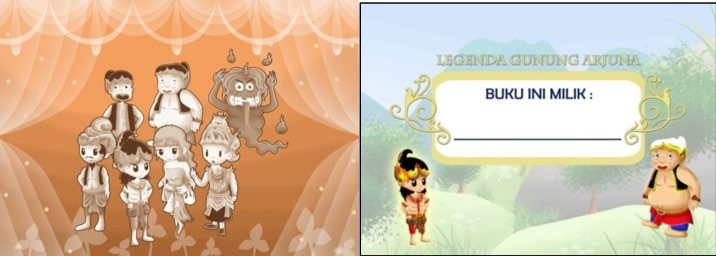 LEGENDA GUNUNG ARJUNA
BUKU INI MILIK :